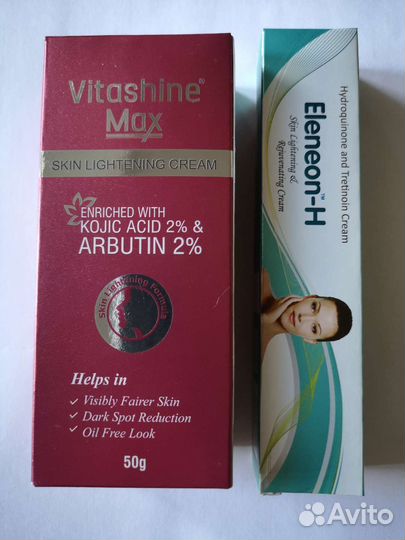 Vitashine®
Max
SKIN LIGHTENING CREAM
ENRICHED WITH
KOJIC ACID 2% &
ARBUTIN 2%
Skin Lightening Formula
Helps in
✓ Visibly Fairer Skin
✓ Dark Spot Reduction
✓ Oil Free Look
50g
Hydroquinone and Tretinoin Cream
Eleneon-H™
Skin Lightening &
Rejuvenating Cream
Avito